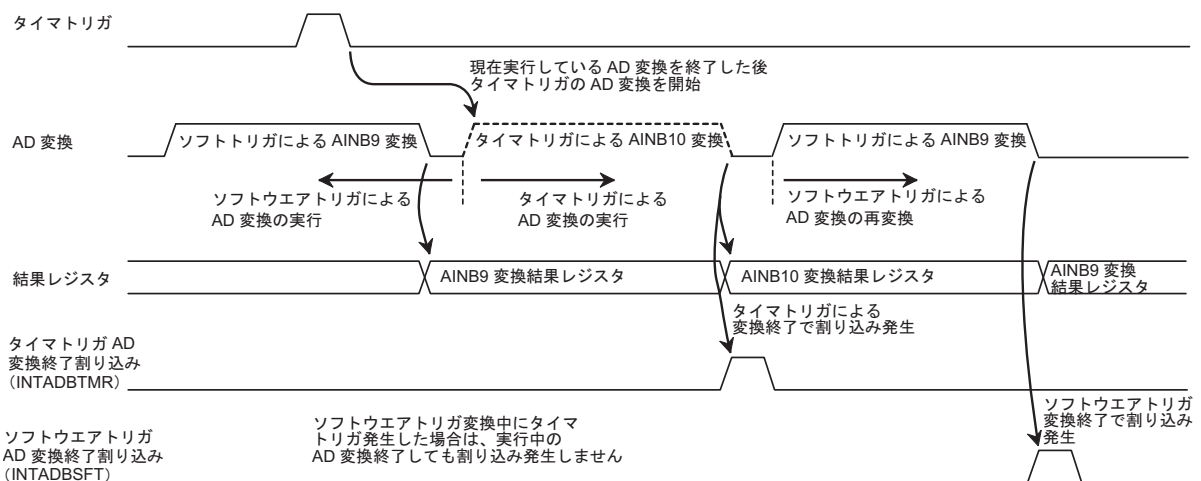 タイマトリガ
現在実行している AD 変換を終了した後
タイマトリガの AD 変換を開始
AD 変換
ソフトトリガによる AINB9 変換
タイマトリガによる AINB10 変換
ソフトトリガによる AINB9 変換
ソフトウエアトリガによる
AD 変換の実行
タイマトリガによる
AD 変換の実行
ソフトウエアトリガによる
AD 変換の再変換
結果レジスタ
AINB9 変換結果レジスタ
AINB10 変換結果レジスタ
AINB9 変換
結果レジスタ
タイマトリガによる
変換終了で割り込み発生
タイマトリガ AD
変換終了割り込み
（INTADBTMR）
ソフトウエアトリガ
変換終了で割り込み
発生
ソフトウエアトリガ変換中にタイマ
トリガ発生した場合は、実行中の
AD 変換終了しても割り込み発生しません
ソフトウエアトリガ
AD 変換終了割り込み
（INTADBSFT）